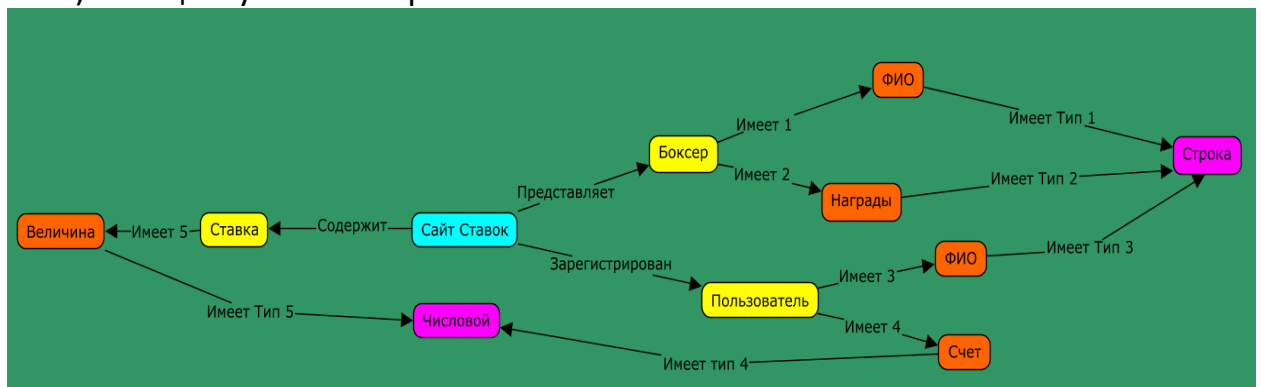 ФИО
Имеет 1
Имеет Тип 1
Боксер
Строка
Имеет 2
Имеет Тип 2
Представляет
Награды
Величина
Имеет 5
Ставка
Содержит
Сайт Ставок
Зарегистрирован
ФИО
Имеет Тип 3
Имеет 3
Пользователь
Имеет Тип 5
Числовой
Имеет 4
Счет
Имеет тип 4